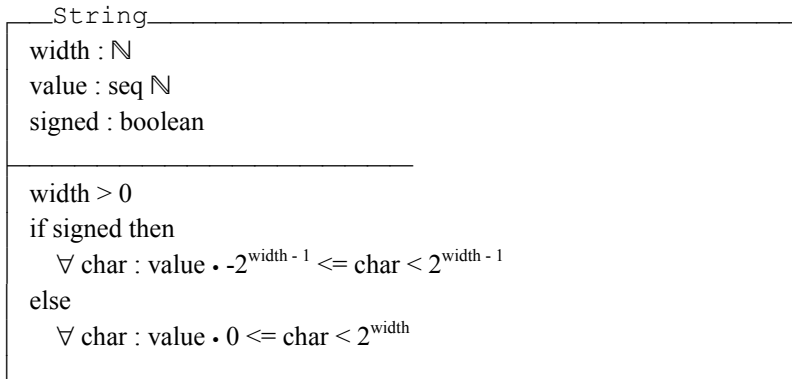 String
width : ℕ
value : seq ℕ
signed : boolean
width > 0
if signed then
∀ char : value • -2^{width - 1} <= char < 2^{width - 1}
else
∀ char : value • 0 <= char < 2^{width}